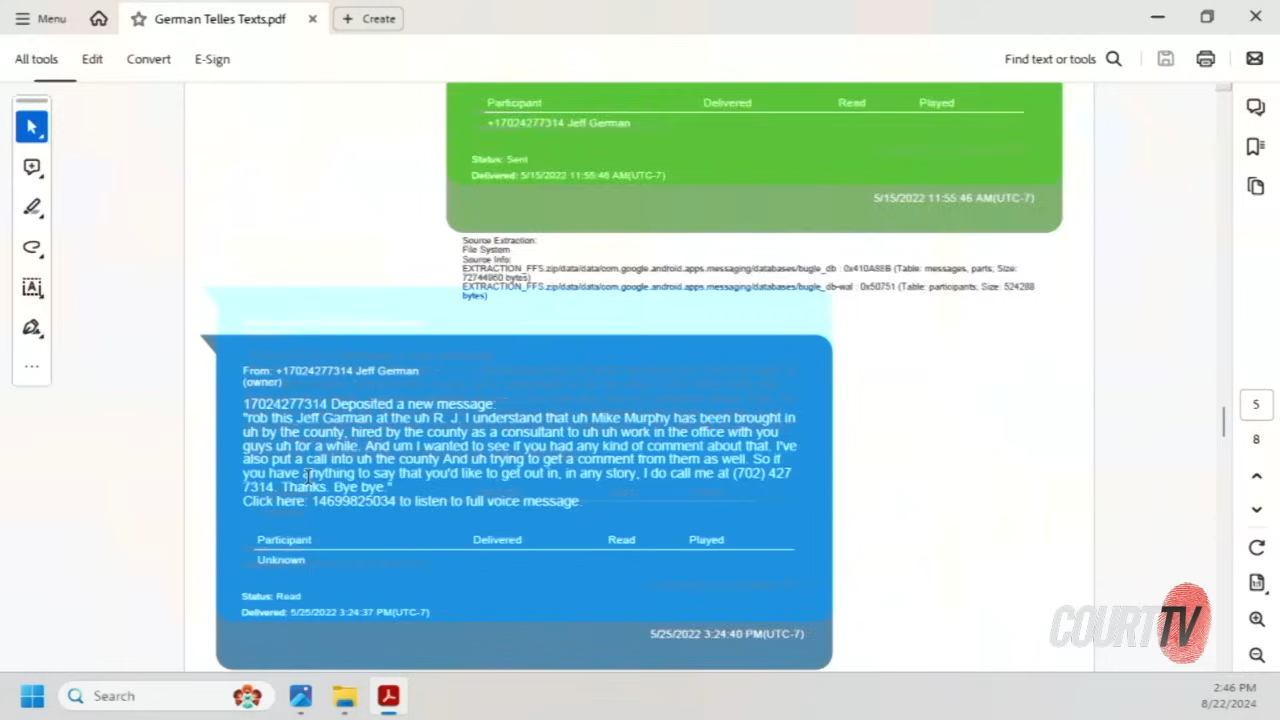 Menu
German Telles Texts.pdf
Create
All tools Edit Convert E-Sign
Find text or tools
Participant Delivered Read Played
+17024277314 Jeff German
Status: Sent
Delivered: 5/15/2022 11:55:46 AM(UTC-7)
5/15/2022 11:55:46 AM(UTC-7)
Source Extraction:
File System
Source Info:
EXTRACTION_FFS.zip/data/data/com.google.android.apps.messaging/databases/bugle_db : 0x410A88B (Table: messages, parts; Size:
72744960 bytes)
EXTRACTION_FFS.zip/data/data/com.google.android.apps.messaging/databases/bugle_db-wal : 0x50751 (Table: participants; Size: 524288
bytes)
From: +17024277314 Jeff German
(owner)
17024277314 Deposited a new message:
"rob this Jeff Garman at the uh R. J. I understand that uh Mike Murphy has been brought in
uh by the county, hired by the county as a consultant to uh uh work in the office with you
guys uh for a while. And um I wanted to see if you had any kind of comment about that. I've
also put a call into uh the county And uh trying to get a comment from them as well. So if
you have anything to say that you'd like to get out in, in any story, I do call me at (702) 427
7314. Thanks. Bye bye."
Click here: 14699825034 to listen to full voice message.
Participant Delivered Read Played
Unknown
Status: Read
Delivered: 5/25/2022 3:24:37 PM(UTC-7)
5/25/2022 3:24:40 PM(UTC-7)
5
8
COURT TV
Search
2:46 PM
8/22/2024